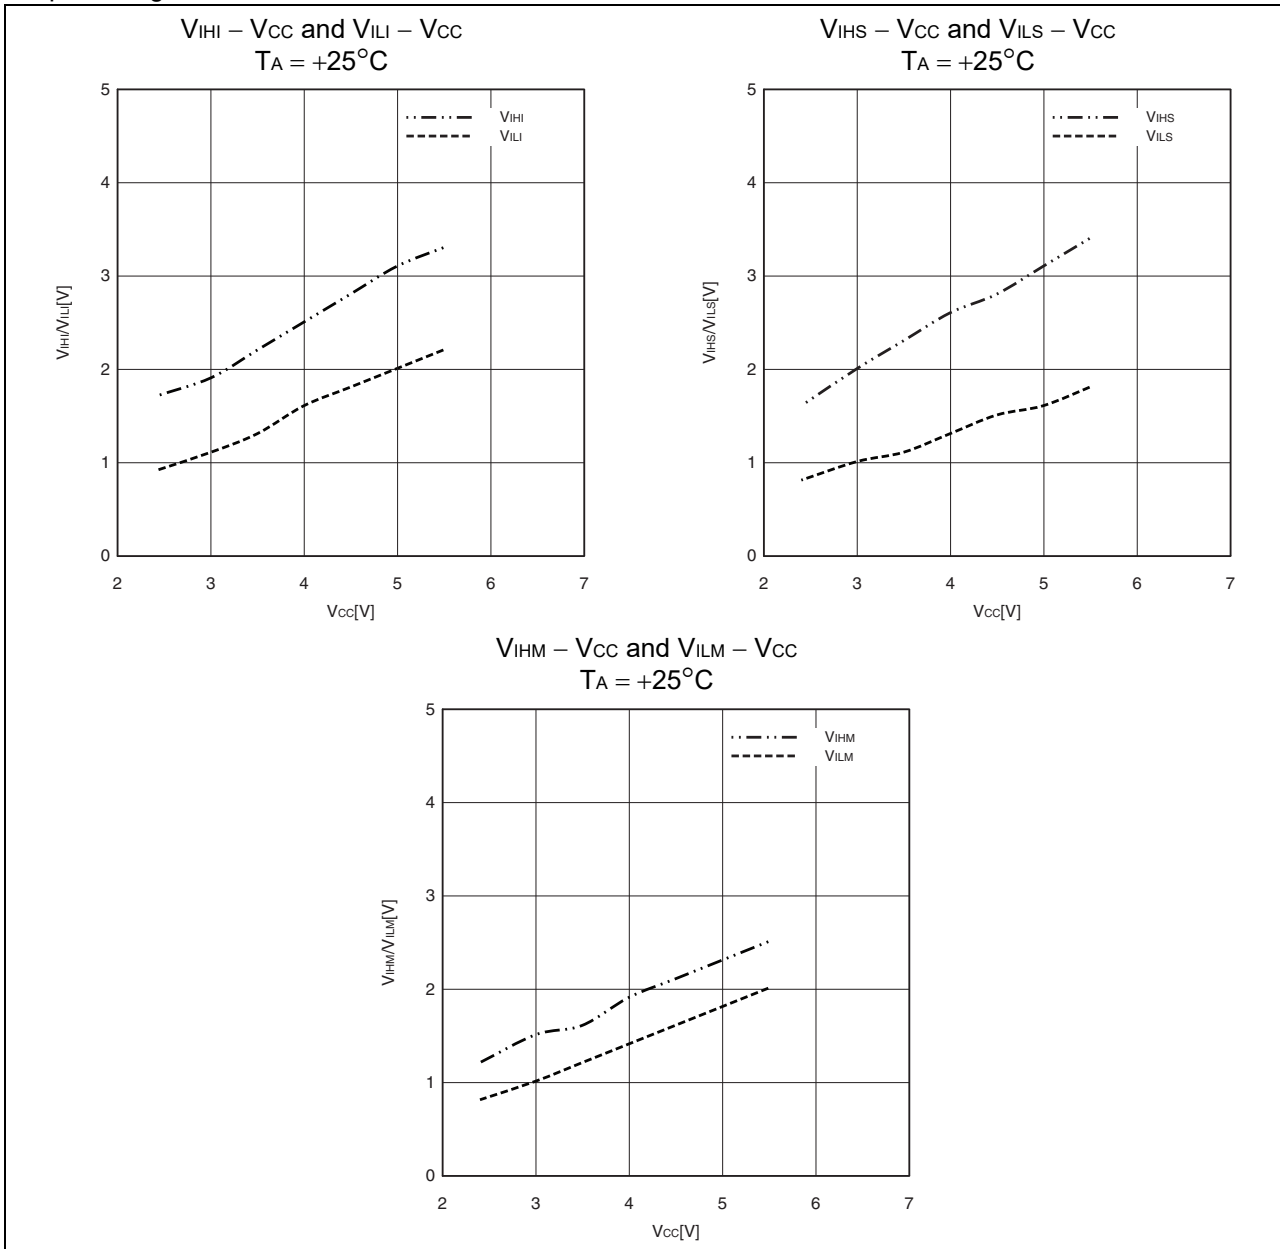 VIHI – VCC and VILI – VCC
TA = +25°C
5
4
3
2
1
0
2 3 4 5 6 7
VIHI/VILI[V]
VCC[V]
VIHI
VILI
VIHS – VCC and VILS – VCC
TA = +25°C
5
4
3
2
1
0
2 3 4 5 6 7
VIHS/VILS[V]
VCC[V]
VIHS
VILS
VIHM – VCC and VILM – VCC
TA = +25°C
5
4
3
2
1
0
2 3 4 5 6 7
VIHM/VILM[V]
VCC[V]
VIHM
VILM